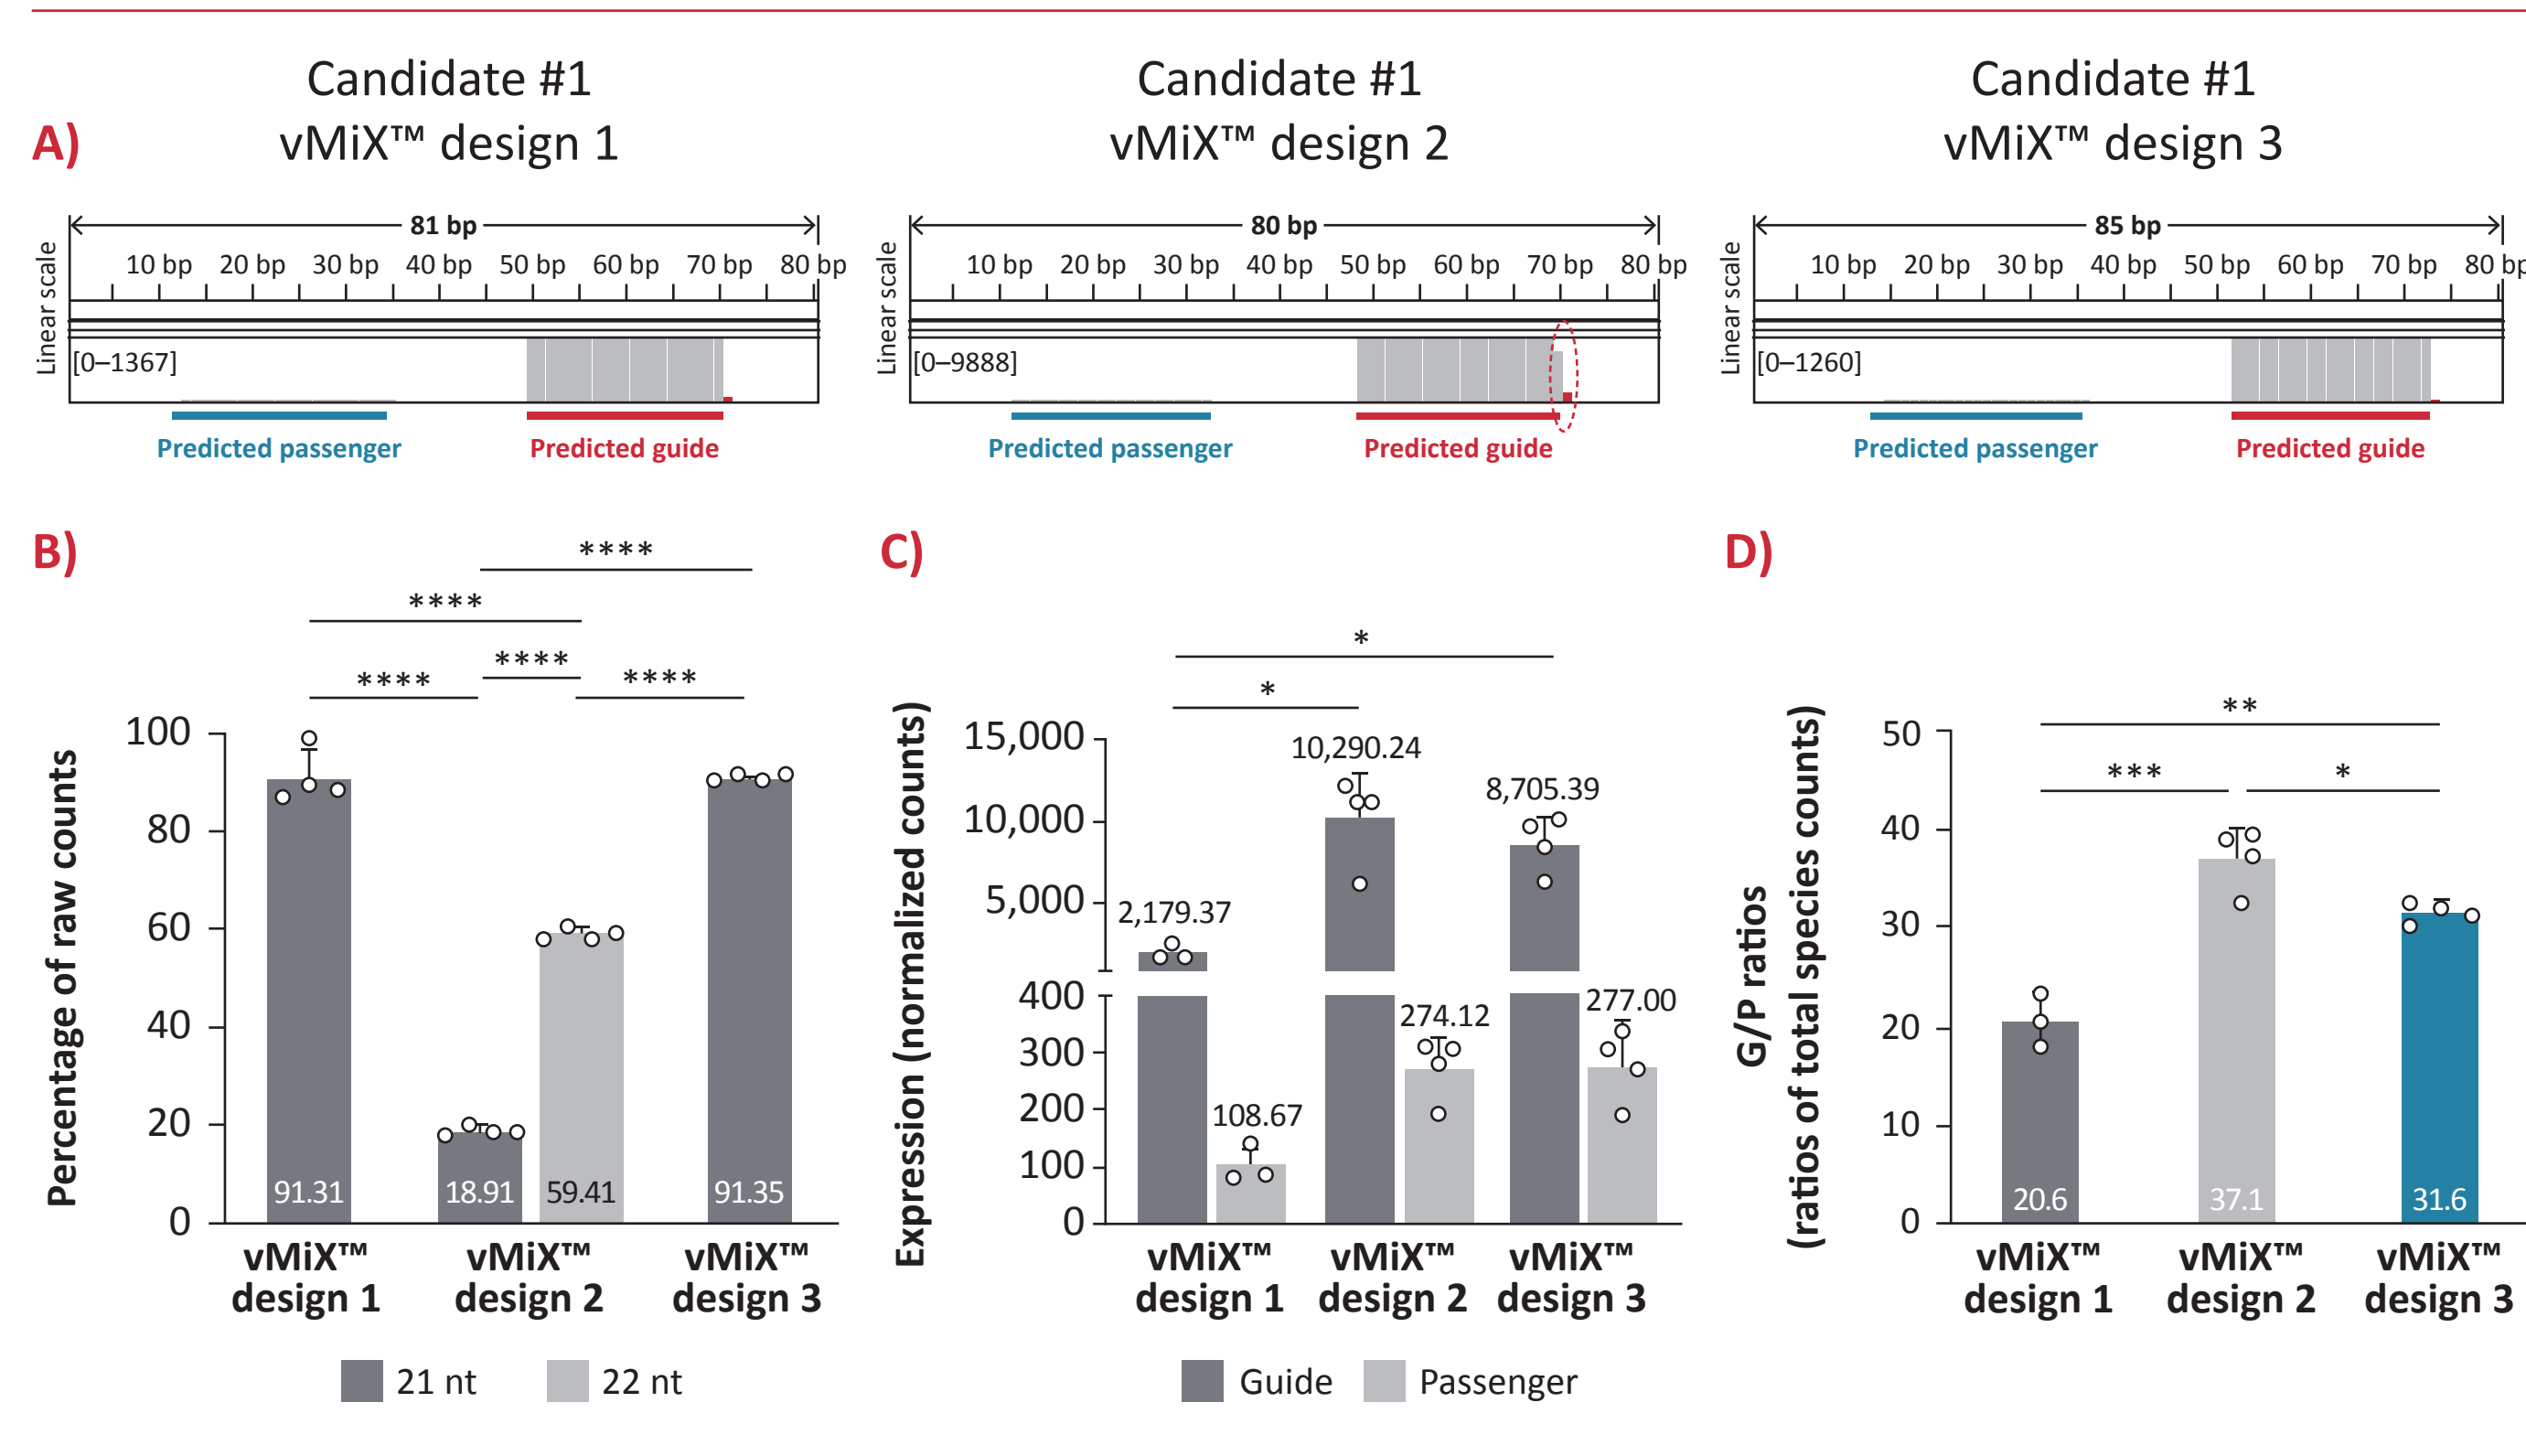 Candidate #1
vMiX™ design 1
Candidate #1
vMiX™ design 2
Candidate #1
vMiX™ design 3
A)
81 bp
10 bp 20 bp 30 bp 40 bp 50 bp 60 bp 70 bp 80 bp
Linear scale
[0–1367]
Predicted passenger
Predicted guide
80 bp
10 bp 20 bp 30 bp 40 bp 50 bp 60 bp 70 bp 80 bp
Linear scale
[0–9888]
Predicted passenger
Predicted guide
85 bp
10 bp 20 bp 30 bp 40 bp 50 bp 60 bp 70 bp 80 bp
Linear scale
[0–1260]
Predicted passenger
Predicted guide
B)
****
****
****
****
****
Percentage of raw counts
100
80
60
40
20
0
91.31
18.91
59.41
91.35
vMiX™
design 1
vMiX™
design 2
vMiX™
design 3
21 nt
22 nt
C)
*
*
Expression (normalized counts)
15,000
10,000
5,000
400
300
200
100
0
2,179.37
108.67
10,290.24
274.12
8,705.39
277.00
vMiX™
design 1
vMiX™
design 2
vMiX™
design 3
Guide
Passenger
D)
**
***
*
G/P ratios
(ratios of total species counts)
50
40
30
20
10
0
20.6
37.1
31.6
vMiX™
design 1
vMiX™
design 2
vMiX™
design 3